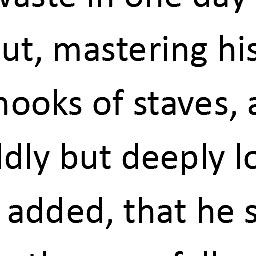 waste in one day
ut, mastering his
hooks of staves, a
ldly but deeply lo
added, that he s